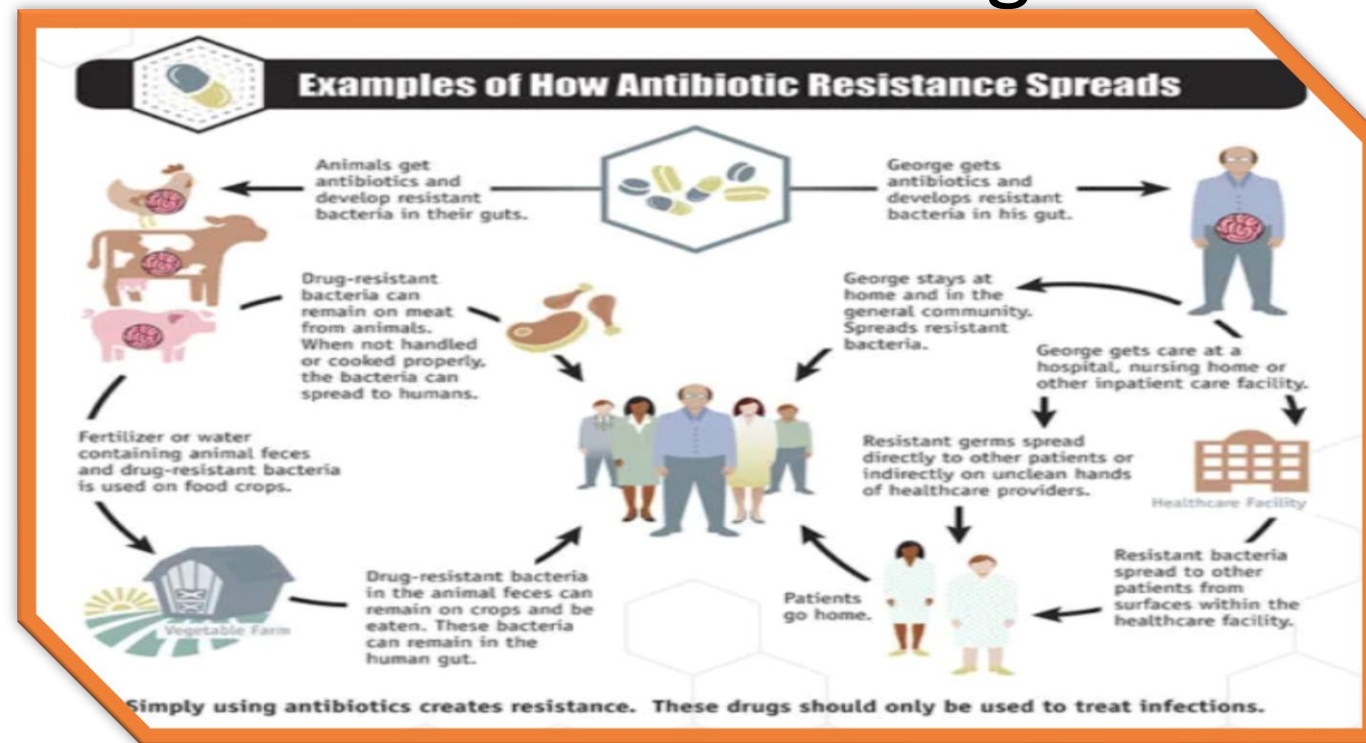 Examples of How Antibiotic Resistance Spreads
Animals get
antibiotics and
develop resistant
bacteria in their guts.
George gets
antibiotics and
develops resistant
bacteria in his gut.
Drug-resistant
bacteria can
remain on meat
from animals.
When not handled
or cooked properly,
the bacteria can
spread to humans.
George stays at
home and in the
general community.
Spreads resistant
bacteria.
George gets care at a
hospital, nursing home or
other inpatient care facility.
Fertilizer or water
containing animal feces
and drug-resistant bacteria
is used on food crops.
Resistant germs spread
directly to other patients or
indirectly on unclean hands
of healthcare providers.
Healthcare Facility
Vegetable Farm
Drug-resistant bacteria
in the animal feces can
remain on crops and be
eaten. These bacteria
can remain in the
human gut.
Patients
go home.
Resistant bacteria
spread to other
patients from
surfaces within the
healthcare facility.
Simply using antibiotics creates resistance. These drugs should only be used to treat infections.